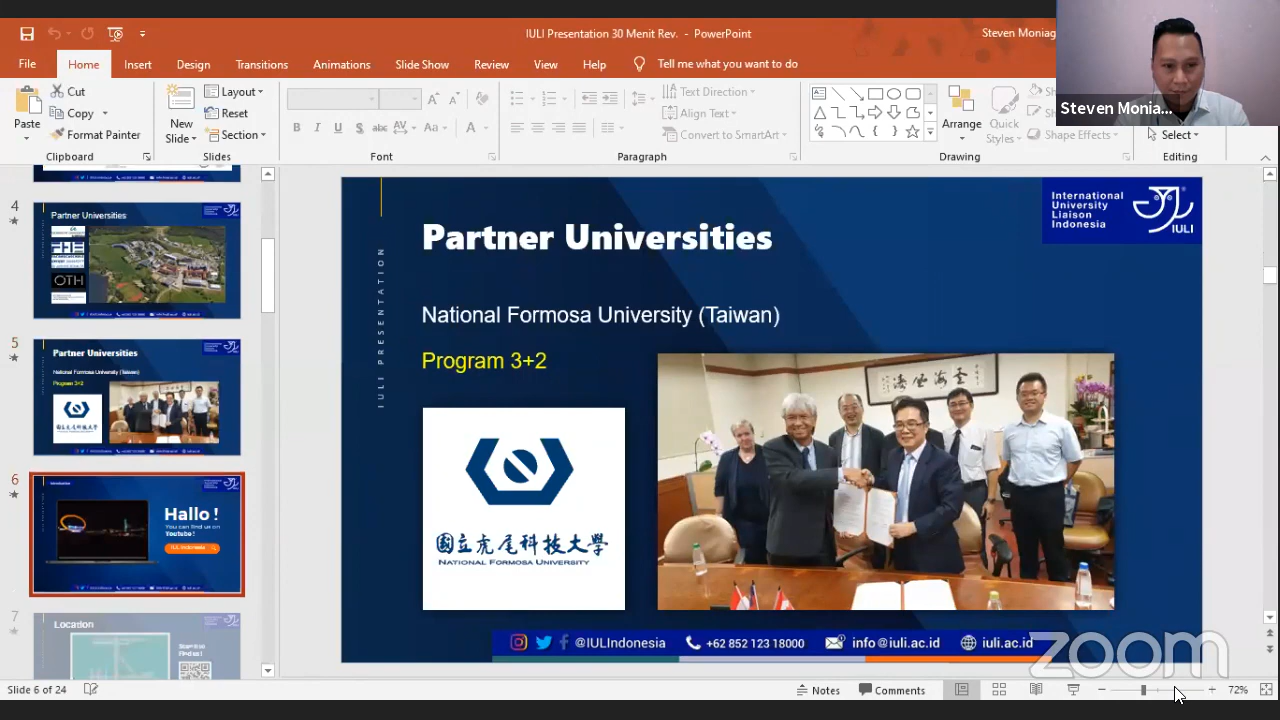 IULI Presentation 30 Menit Rev. - PowerPoint
Steven Moniag
File Home Insert Design Transitions Animations Slide Show Review View Help Tell me what you want to do
Paste
Cut
Copy
Format Painter
Clipboard
New
Slide
Layout
Reset
Section
Slides
Font
Text Direction
Align Text
Convert to SmartArt
Paragraph
Arrange
Quick
Styles
Shape Effects
Drawing
Select
Editing
Steven Monia...
4
Partner Universities
OTH
5
Partner Universities
National Formosa University (Taiwan)
Program 3+2
6
Hallo !
You can find us on
Youtube !
IULI Indonesia
7
Location
IULI PRESENTATION
Partner Universities
International
University
Liaison
Indonesia
IULI
National Formosa University (Taiwan)
Program 3+2
國立虎尾科技大學
NATIONAL FORMOSA UNIVERSITY
@IULIndonesia +62 852 123 18000 info@iuli.ac.id iuli.ac.id
zoom
Slide 6 of 24
Notes
Comments
72%